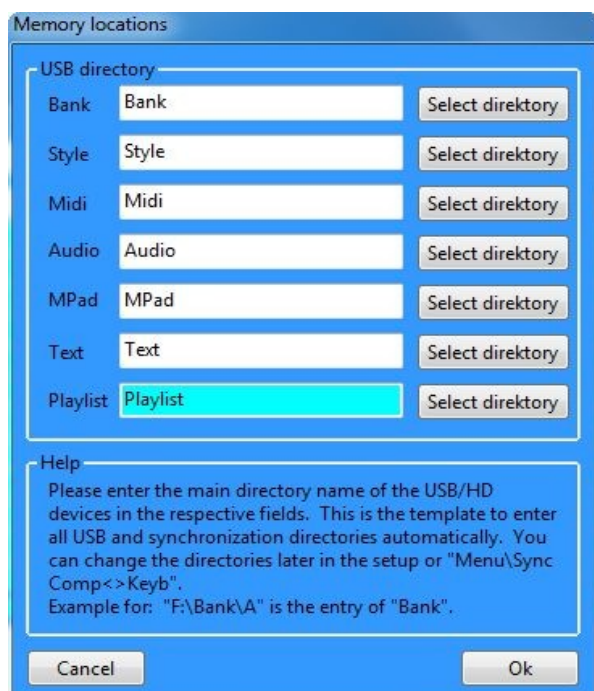 Memory locations
USB directory
Bank Bank Select direktory
Style Style Select direktory
Midi Midi Select direktory
Audio Audio Select direktory
MPad MPad Select direktory
Text Text Select direktory
Playlist Playlist Select direktory
Help
Please enter the main directory name of the USB/HD
devices in the respective fields. This is the template to enter
all USB and synchronization directories automatically. You
can change the directories later in the setup or "Menu\Sync
Comp<>Keyb".
Example for: "F:\Bank\A" is the entry of "Bank".
Cancel Ok